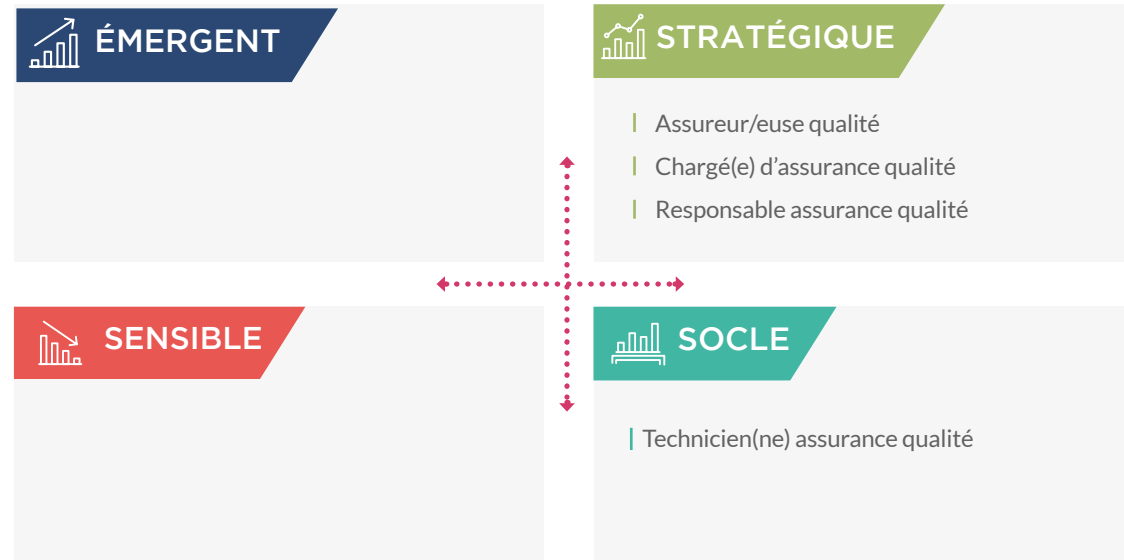 ÉMERGENT
STRATÉGIQUE
Assureur/euse qualité
Chargé(e) d’assurance qualité
Responsable assurance qualité
SENSIBLE
SOCLE
Technicien(ne) assurance qualité